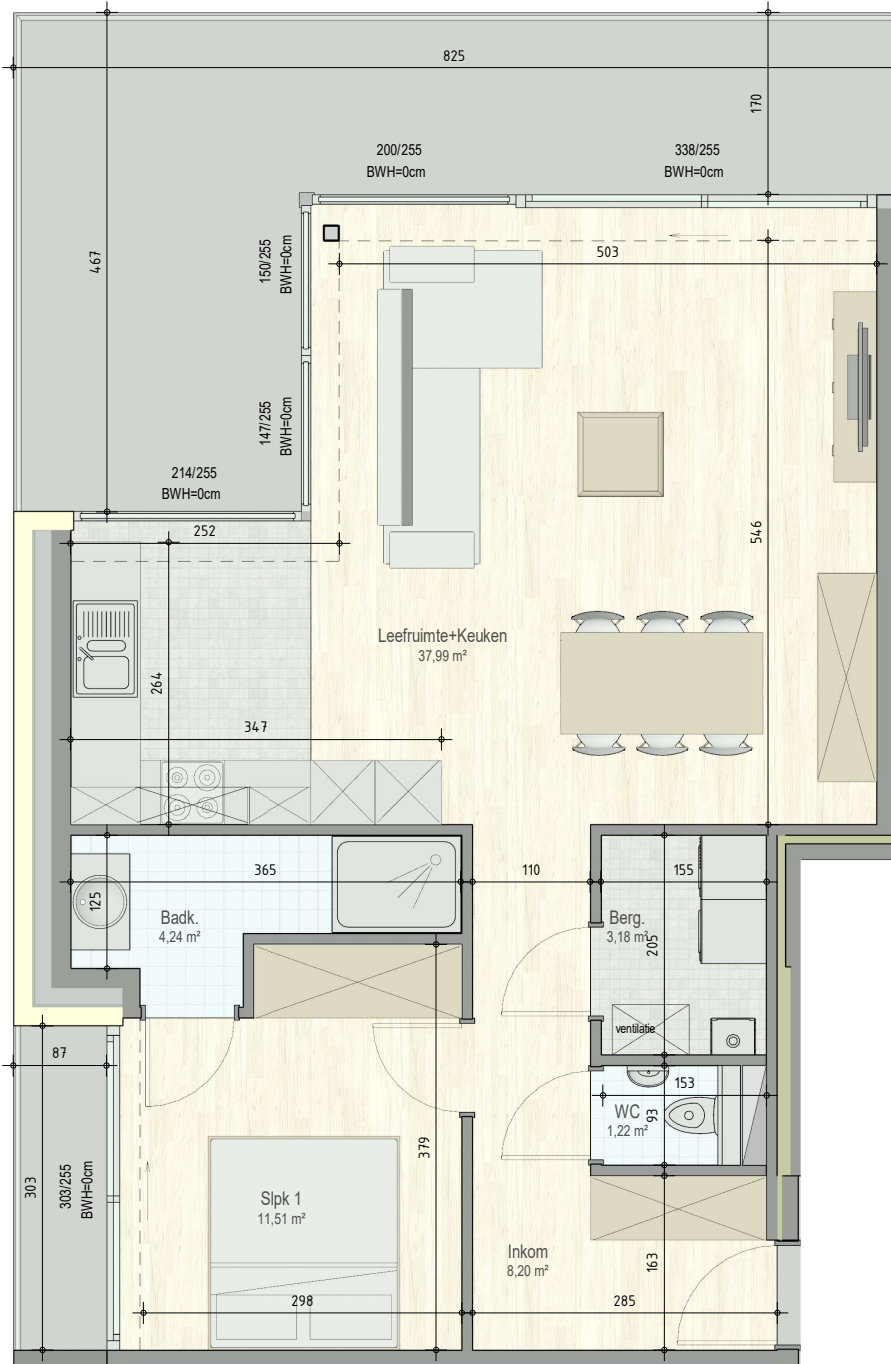 825
170
200/255
BWH=0cm
338/255
BWH=0cm
467
150/255
BWH=0cm
503
147/255
BWH=0cm
214/255
BWH=0cm
252
546
Leefruimte+Keuken
37,99 m²
264
347
365
110
155
125
Badk.
4,24 m²
Berg.
3,18 m²
205
ventilatie
87
153
WC
1,22 m²
93
379
303
303/255
BWH=0cm
Slpk 1
11,51 m²
Inkom
8,20 m²
163
298
285